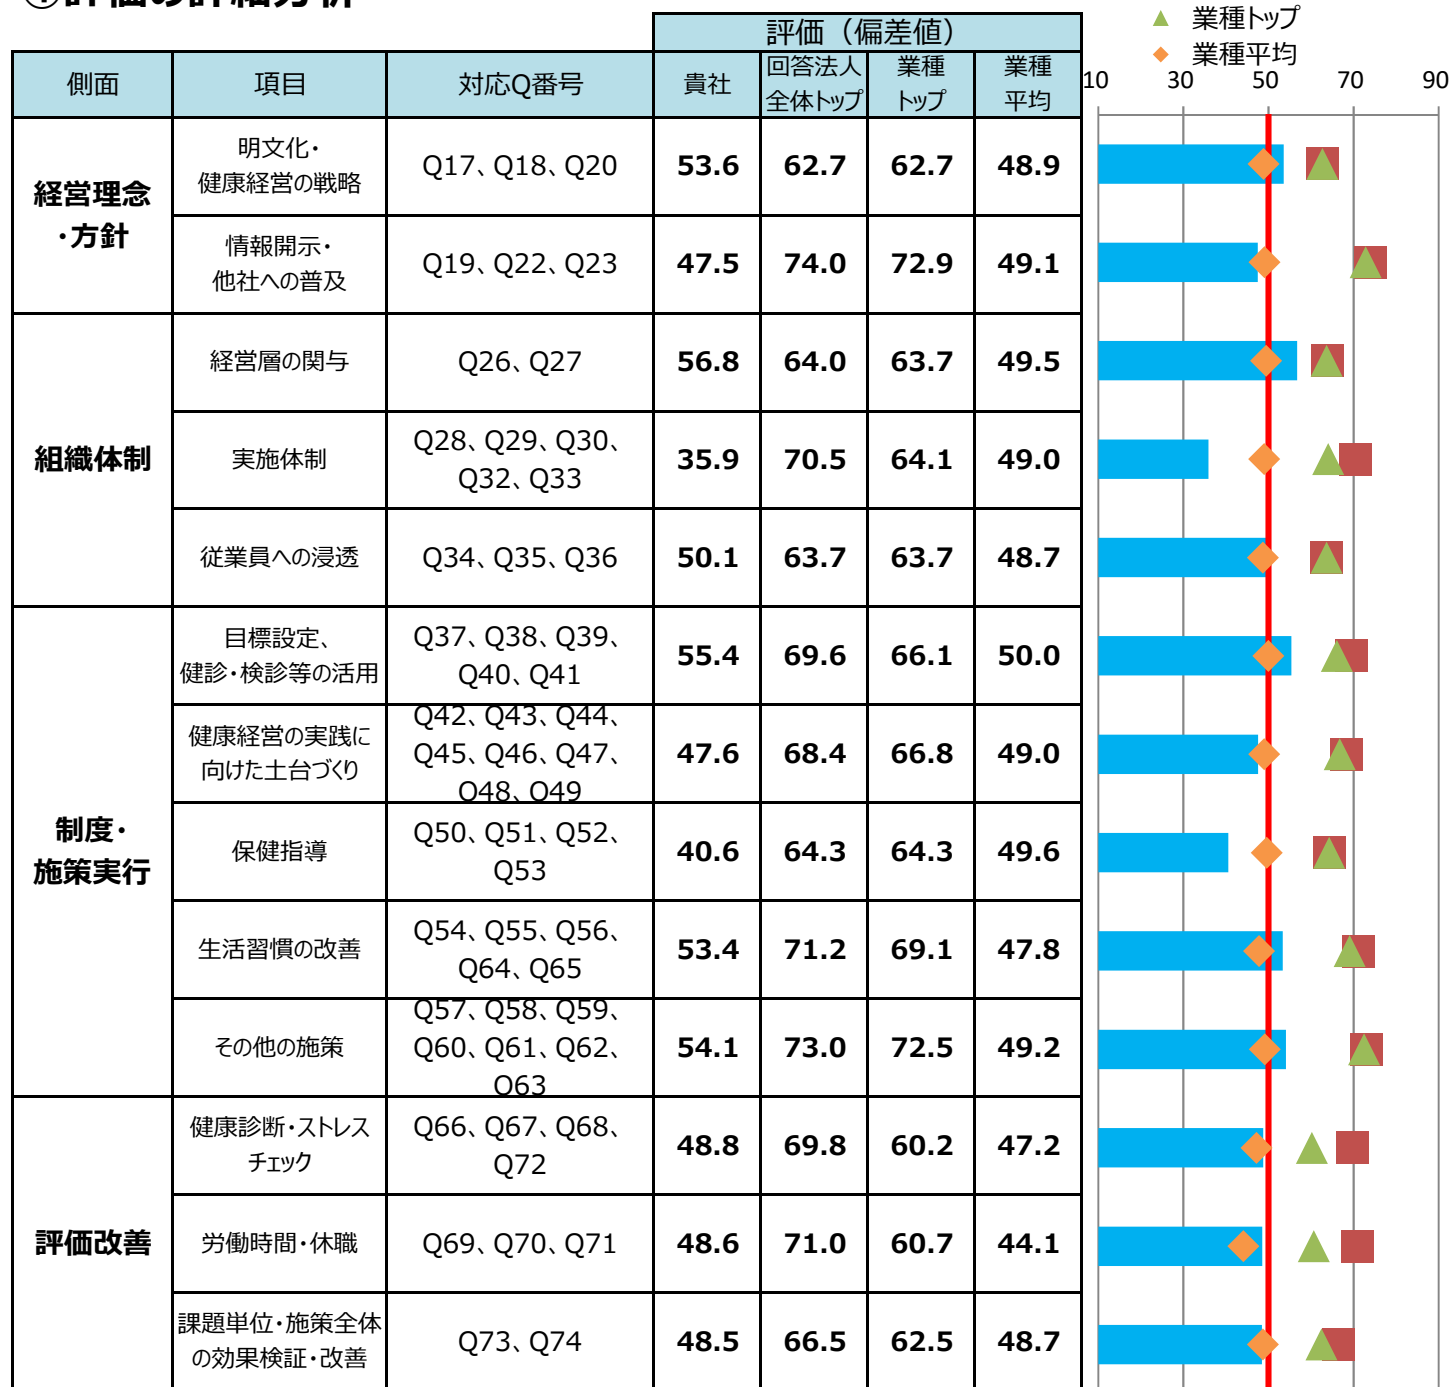 ④評価の詳細分析
▲ 業種トップ
◆ 業種平均
評価（偏差値）
側面 項目 対応Q番号 貴社 回答法人 業種 業種
全体トップ トップ 平均
10 30 50 70 90
経営理念
・方針
明文化・
健康経営の戦略
Q17、Q18、Q20 53.6 62.7 62.7 48.9
情報開示・
他社への普及
Q19、Q22、Q23 47.5 74.0 72.9 49.1
組織体制
経営層の関与 Q26、Q27 56.8 64.0 63.7 49.5
実施体制
Q28、Q29、Q30、
Q32、Q33
35.9 70.5 64.1 49.0
従業員への浸透 Q34、Q35、Q36 50.1 63.7 63.7 48.7
制度・
施策実行
目標設定、
健診・検診等の活用
Q37、Q38、Q39、
Q40、Q41
55.4 69.6 66.1 50.0
健康経営の実践に
向けた土台づくり
Q42、Q43、Q44、
Q45、Q46、Q47、
Q48、Q49
47.6 68.4 66.8 49.0
保健指導
Q50、Q51、Q52、
Q53
40.6 64.3 64.3 49.6
生活習慣の改善
Q54、Q55、Q56、
Q64、Q65
53.4 71.2 69.1 47.8
その他の施策
Q57、Q58、Q59、
Q60、Q61、Q62、
Q63
54.1 73.0 72.5 49.2
評価改善
健康診断・ストレス
チェック
Q66、Q67、Q68、
Q72
48.8 69.8 60.2 47.2
労働時間・休職 Q69、Q70、Q71 48.6 71.0 60.7 44.1
課題単位・施策全体
の効果検証・改善
Q73、Q74 48.5 66.5 62.5 48.7